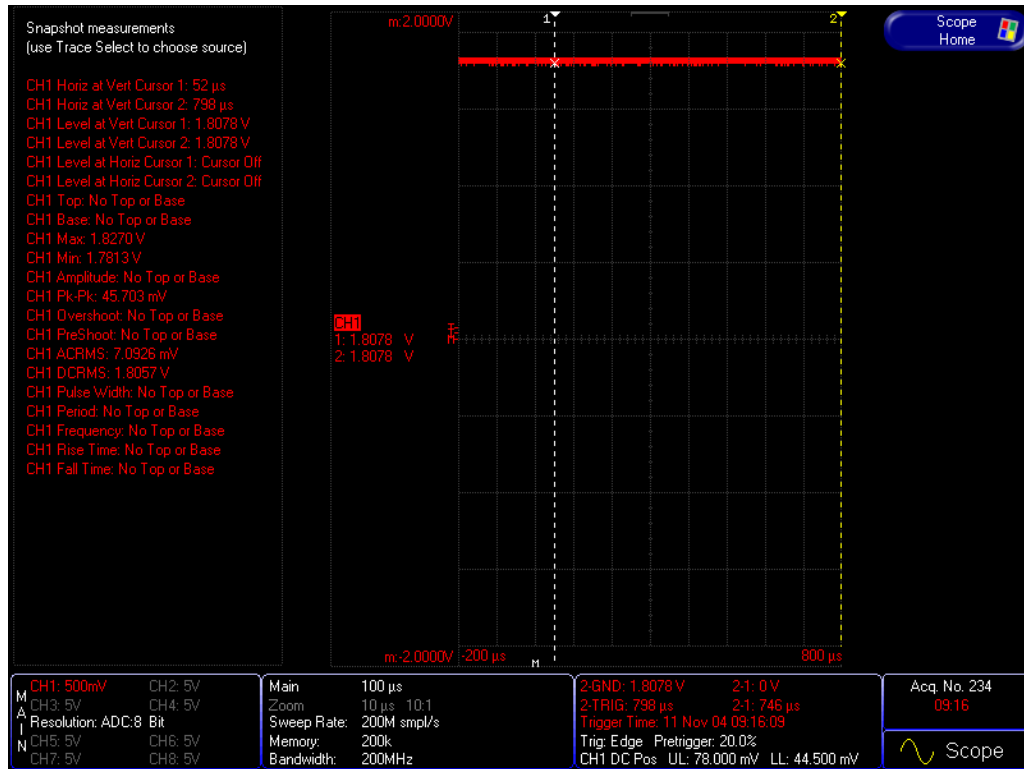 Snapshot measurements
(use Trace Select to choose source)
CH1 Horiz at Vert Cursor 1: 52 µs
CH1 Horiz at Vert Cursor 2: 798 µs
CH1 Level at Vert Cursor 1: 1.8078 V
CH1 Level at Vert Cursor 2: 1.8078 V
CH1 Level at Horiz Cursor 1: Cursor Off
CH1 Level at Horiz Cursor 2: Cursor Off
CH1 Top: No Top or Base
CH1 Base: No Top or Base
CH1 Max: 1.8270 V
CH1 Min: 1.7813 V
CH1 Amplitude: No Top or Base
CH1 Pk-Pk: 45.703 mV
CH1 Overshoot: No Top or Base
CH1 PreShoot: No Top or Base
CH1 ACRMS: 7.0926 mV
CH1 DCRMS: 1.8057 V
CH1 Pulse Width: No Top or Base
CH1 Period: No Top or Base
CH1 Frequency: No Top or Base
CH1 Rise Time: No Top or Base
CH1 Fall Time: No Top or Base
m:2.0000V
1
2
CH1
1: 1.8078 V
2: 1.8078 V
m:-2.0000V
-200 µs
M
800 µs
Scope
Home
MAIN
CH1: 500mV CH2: 5V
CH3: 5V CH4: 5V
Resolution: ADC:8 Bit
CH5: 5V CH6: 5V
CH7: 5V CH8: 5V
Main 100 µs
Zoom 10 µs 10:1
Sweep Rate: 200M smpl/s
Memory: 200k
Bandwidth: 200MHz
2-GND: 1.8078 V 2-1: 0 V
2-TRIG: 798 µs 2-1: 746 µs
Trigger Time: 11 Nov 04 09:16:09
Trig: Edge Pretrigger: 20.0%
CH1 DC Pos UL: 78.000 mV LL: 44.500 mV
Acq. No. 234
09:16
Scope